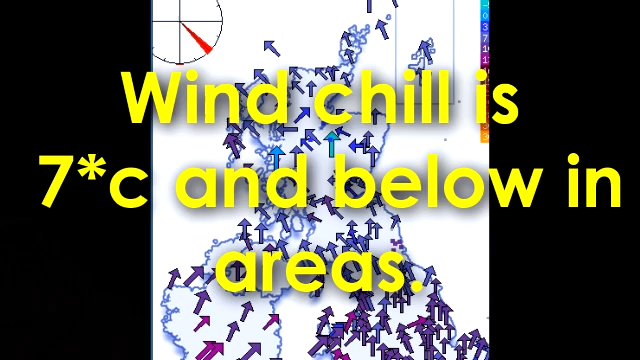 Wind chill is
7*c and below in
areas.